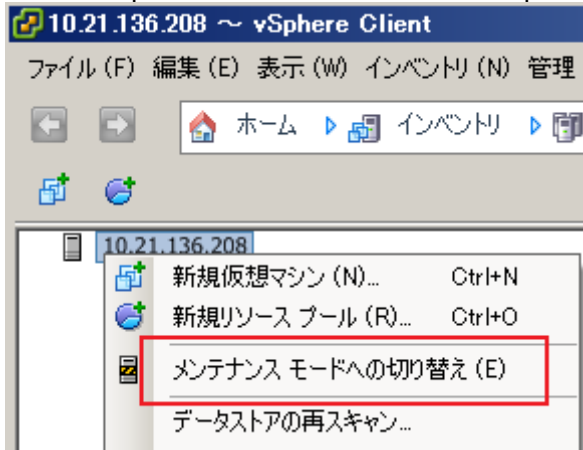 10.21.136.208 ～ vSphere Client
ファイル(F) 編集(E) 表示(W) インベントリ(N) 管理
ホーム インベントリ
10.21.136.208
新規仮想マシン(N)... Ctrl+N
新規リソース プール(R)... Ctrl+O
メンテナンス モードへの切り替え(E)
データストアの再スキャン...